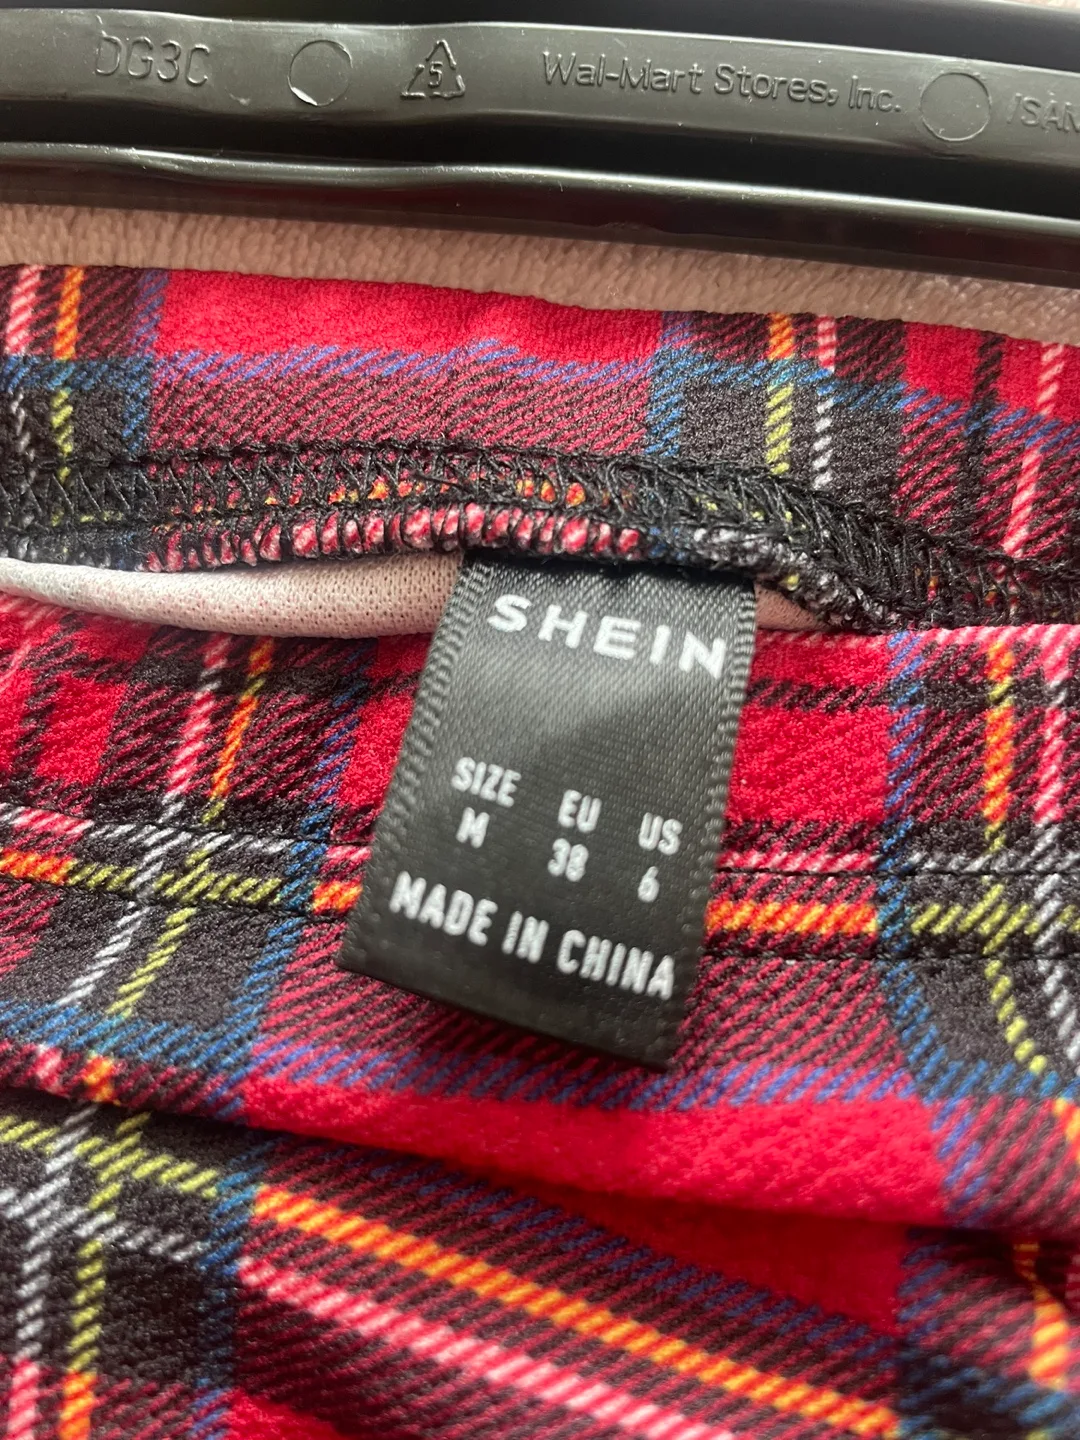 DG3C
5
Wal-Mart Stores, Inc.
SHEIN
SIZE EU US
M 38 6
MADE IN CHINA